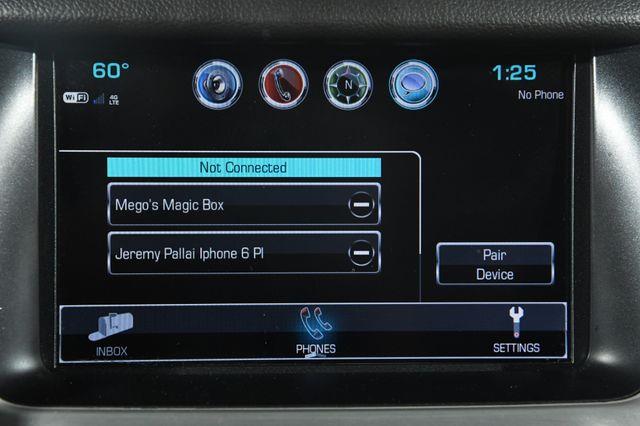 60°
1:25
WiFi 4G LTE
N
No Phone
Not Connected
Mego's Magic Box
Jeremy Pallai Iphone 6 Pl
Pair
Device
INBOX
PHONES
SETTINGS